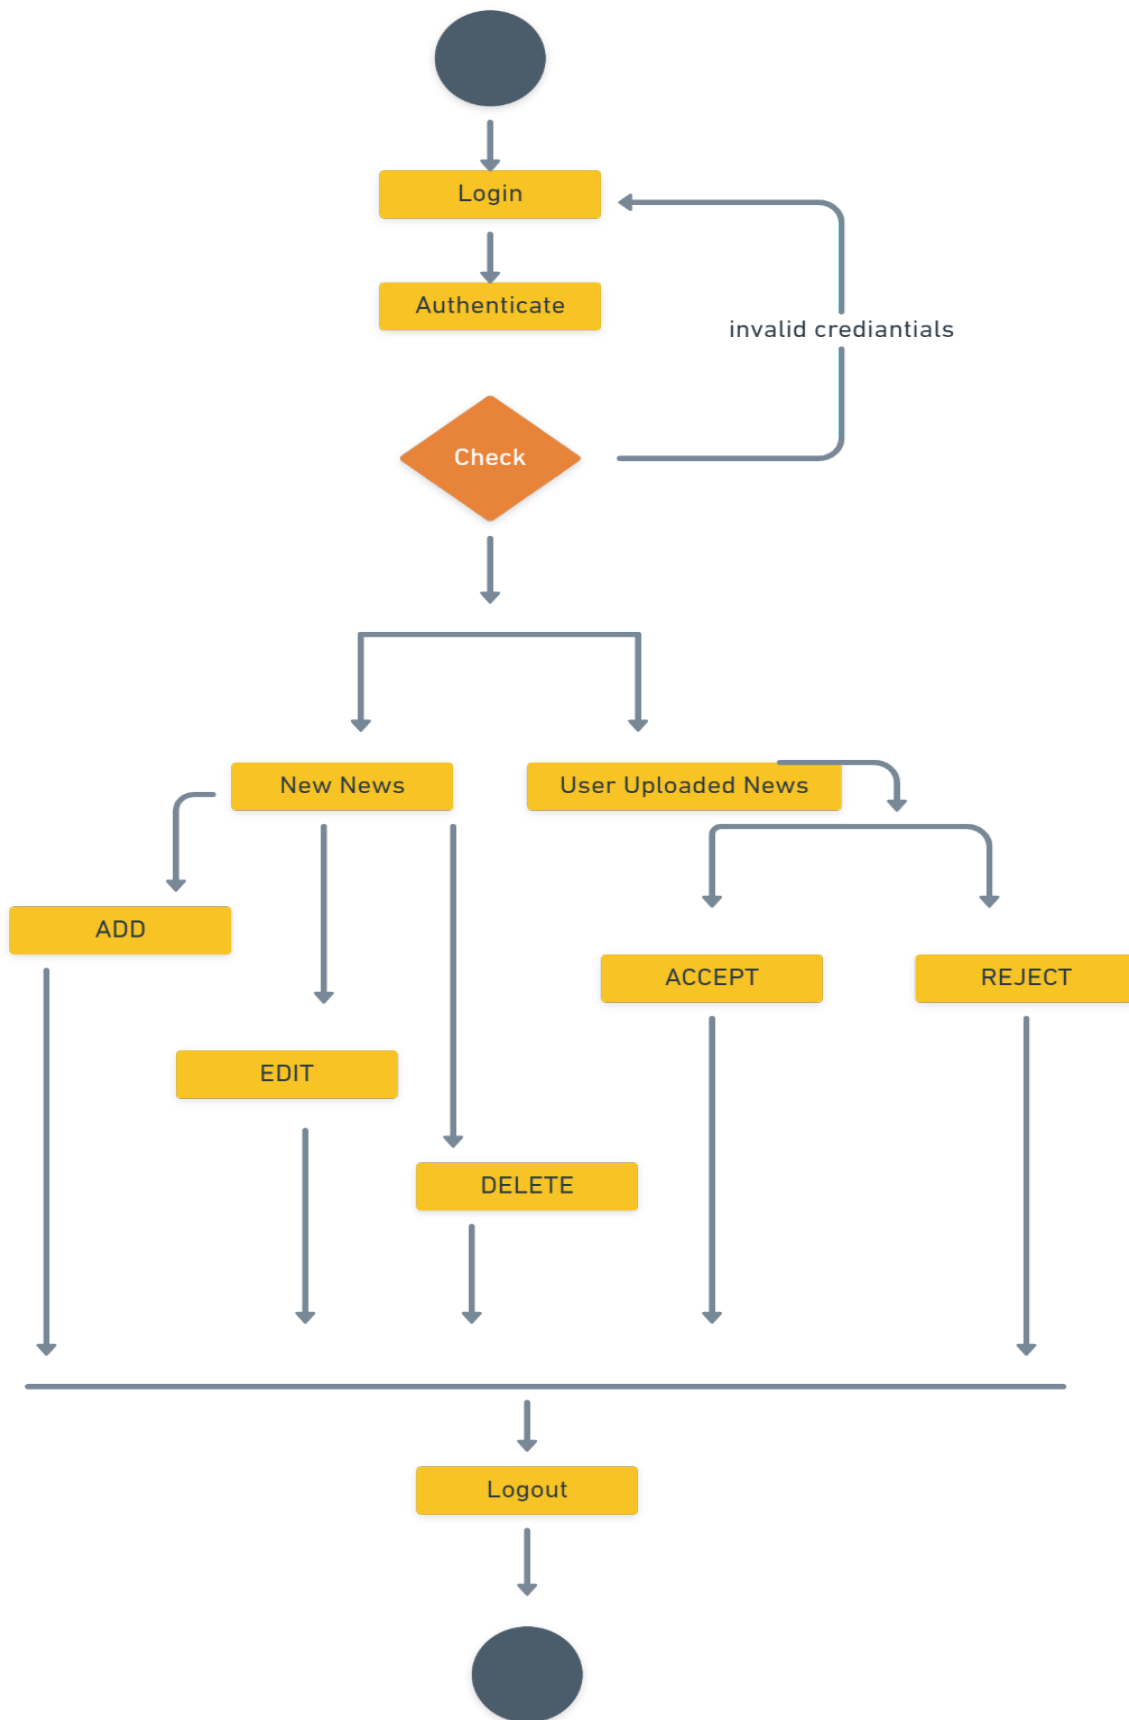 Login
Authenticate
invalid crediantials
Check
New News
User Uploaded News
ADD
ACCEPT
REJECT
EDIT
DELETE
Logout